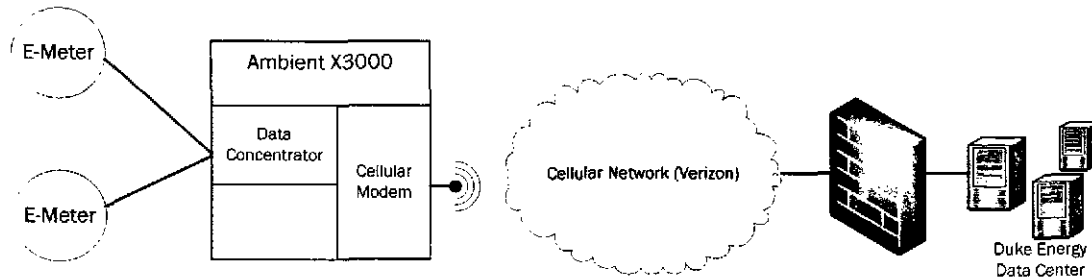 E-Meter
E-Meter
Ambient X3000
Data
Concentrator
Cellular
Modem
Cellular Network (Verizon)
Duke Energy
Data Center